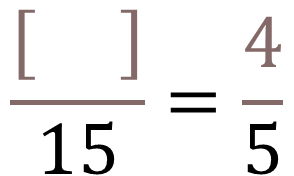 [ ]/15 = 4/5